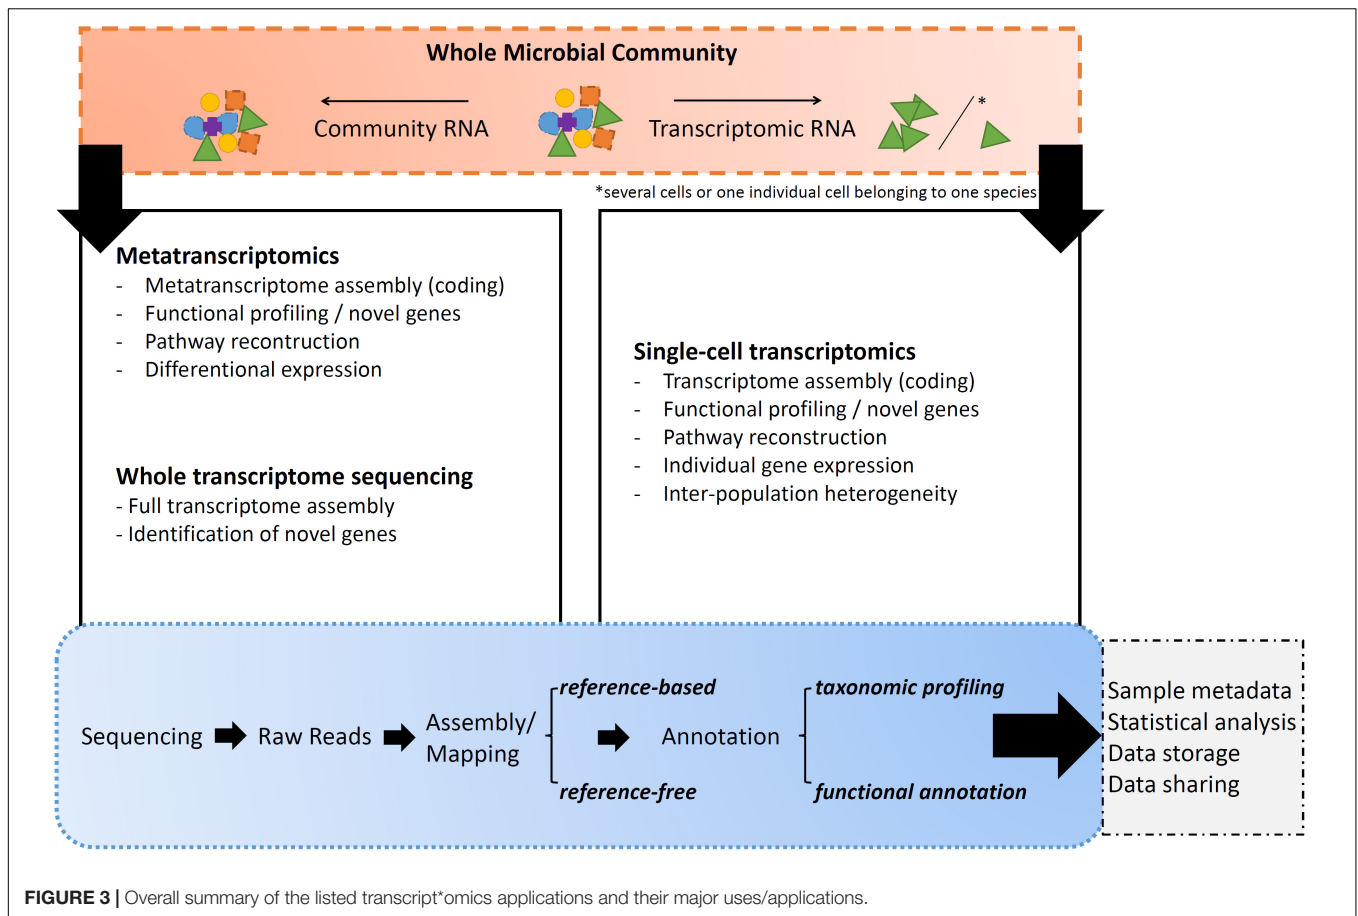 Whole Microbial Community
Community RNA
Transcriptomic RNA
*
*several cells or one individual cell belonging to one species
Metatranscriptomics
- Metatranscriptome assembly (coding)
- Functional profiling / novel genes
- Pathway recontruction
- Differentional expression
Whole transcriptome sequencing
- Full transcriptome assembly
- Identification of novel genes
Single-cell transcriptomics
- Transcriptome assembly (coding)
- Functional profiling / novel genes
- Pathway reconstruction
- Individual gene expression
- Inter-population heterogeneity
Sequencing
Raw Reads
Assembly/
Mapping
reference-based
reference-free
Annotation
taxonomic profiling
functional annotation
Sample metadata
Statistical analysis
Data storage
Data sharing
FIGURE 3 | Overall summary of the listed transcript*omics applications and their major uses/applications.